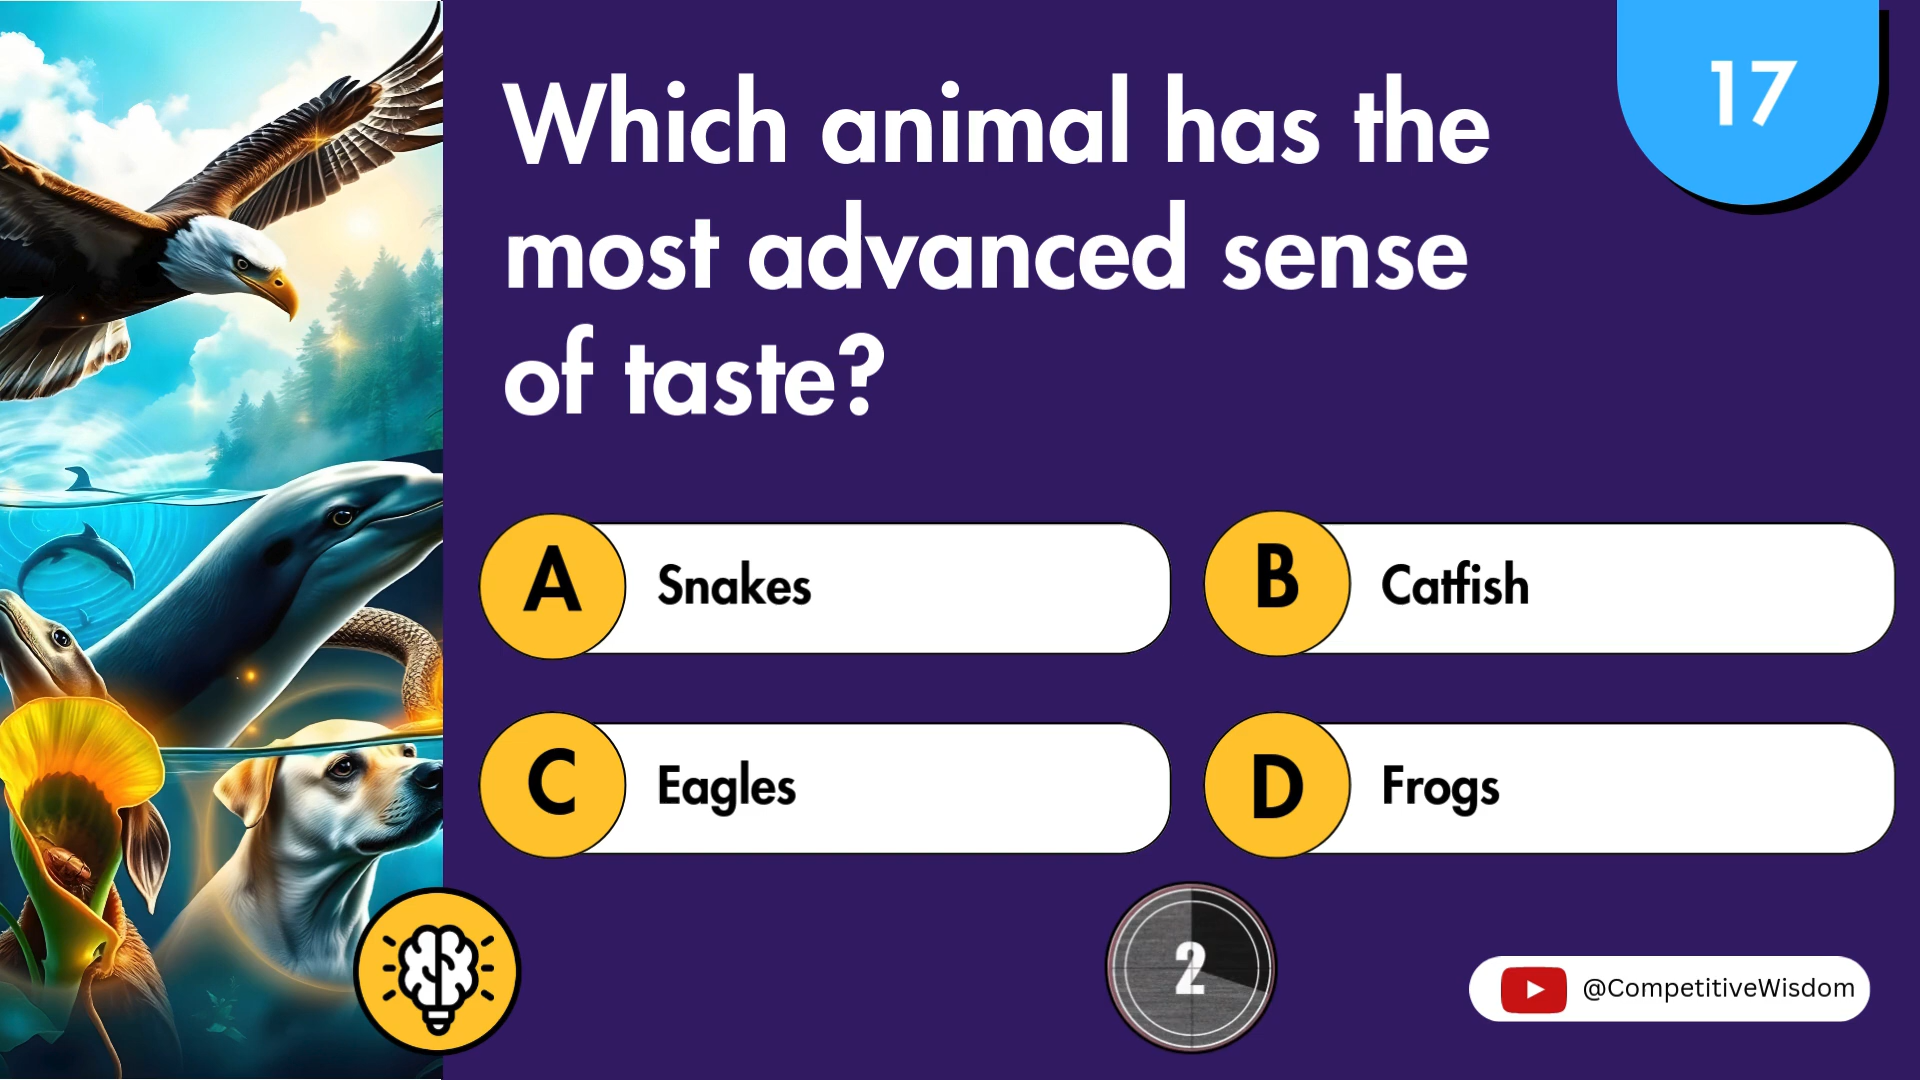 17
Which animal has the
most advanced sense
of taste?
A Snakes
B Catfish
C Eagles
D Frogs
2
@CompetitiveWisdom